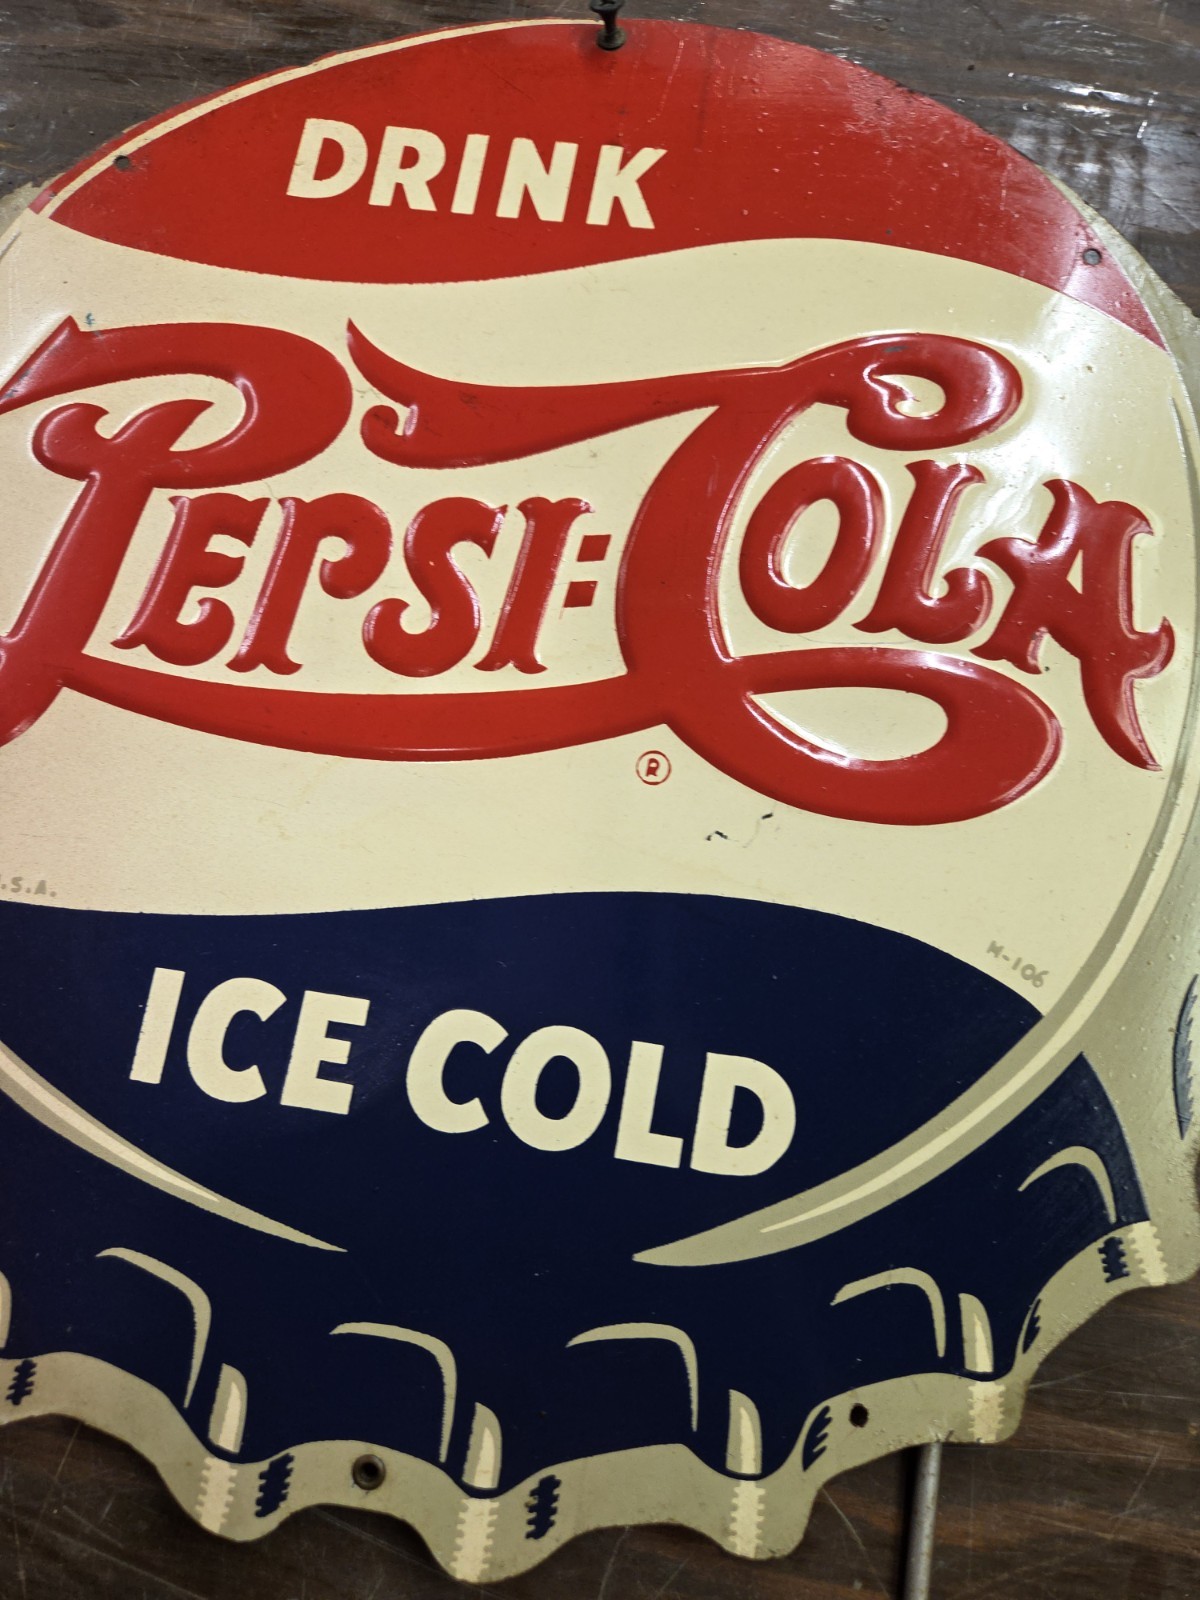 DRINK
PEPSI:COLA
®
.S.A.
M-106
ICE COLD